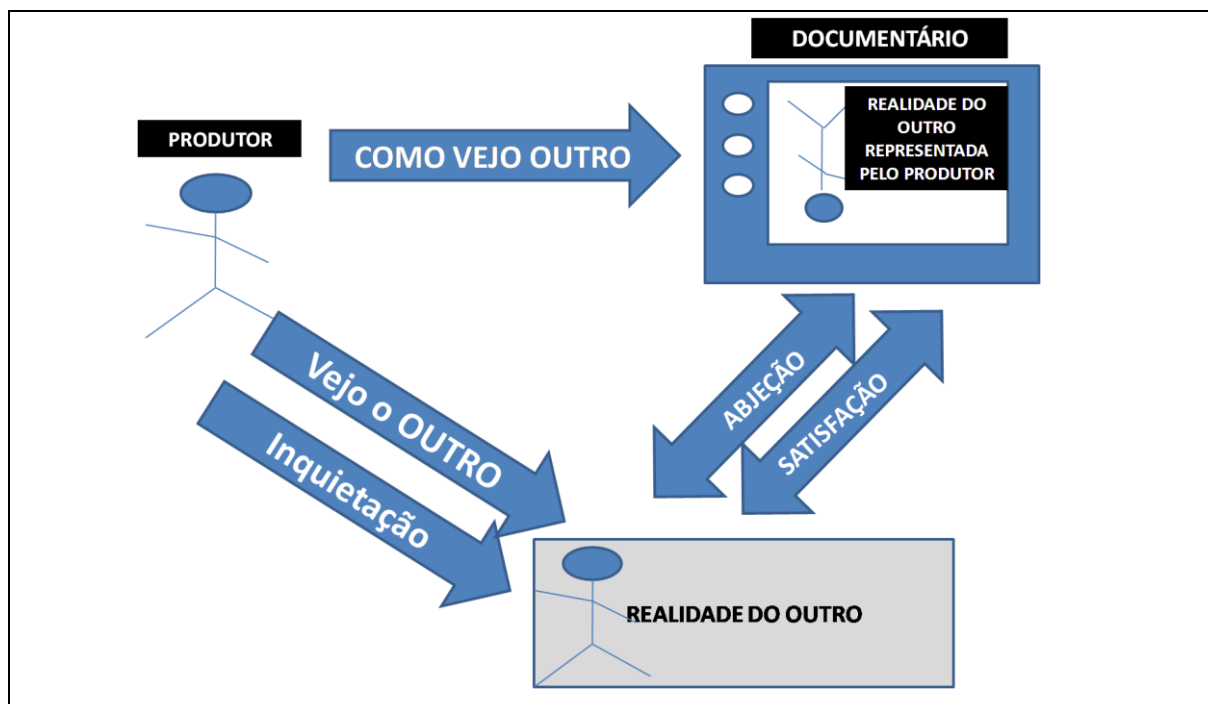 DOCUMENTÁRIO
PRODUTOR
COMO VEJO OUTRO
REALIDADE DO
OUTRO
REPRESENTADA
PELO PRODUTOR
Vejo o OUTRO
Inquietação
ABJEÇÃO
SATISFAÇÃO
REALIDADE DO OUTRO